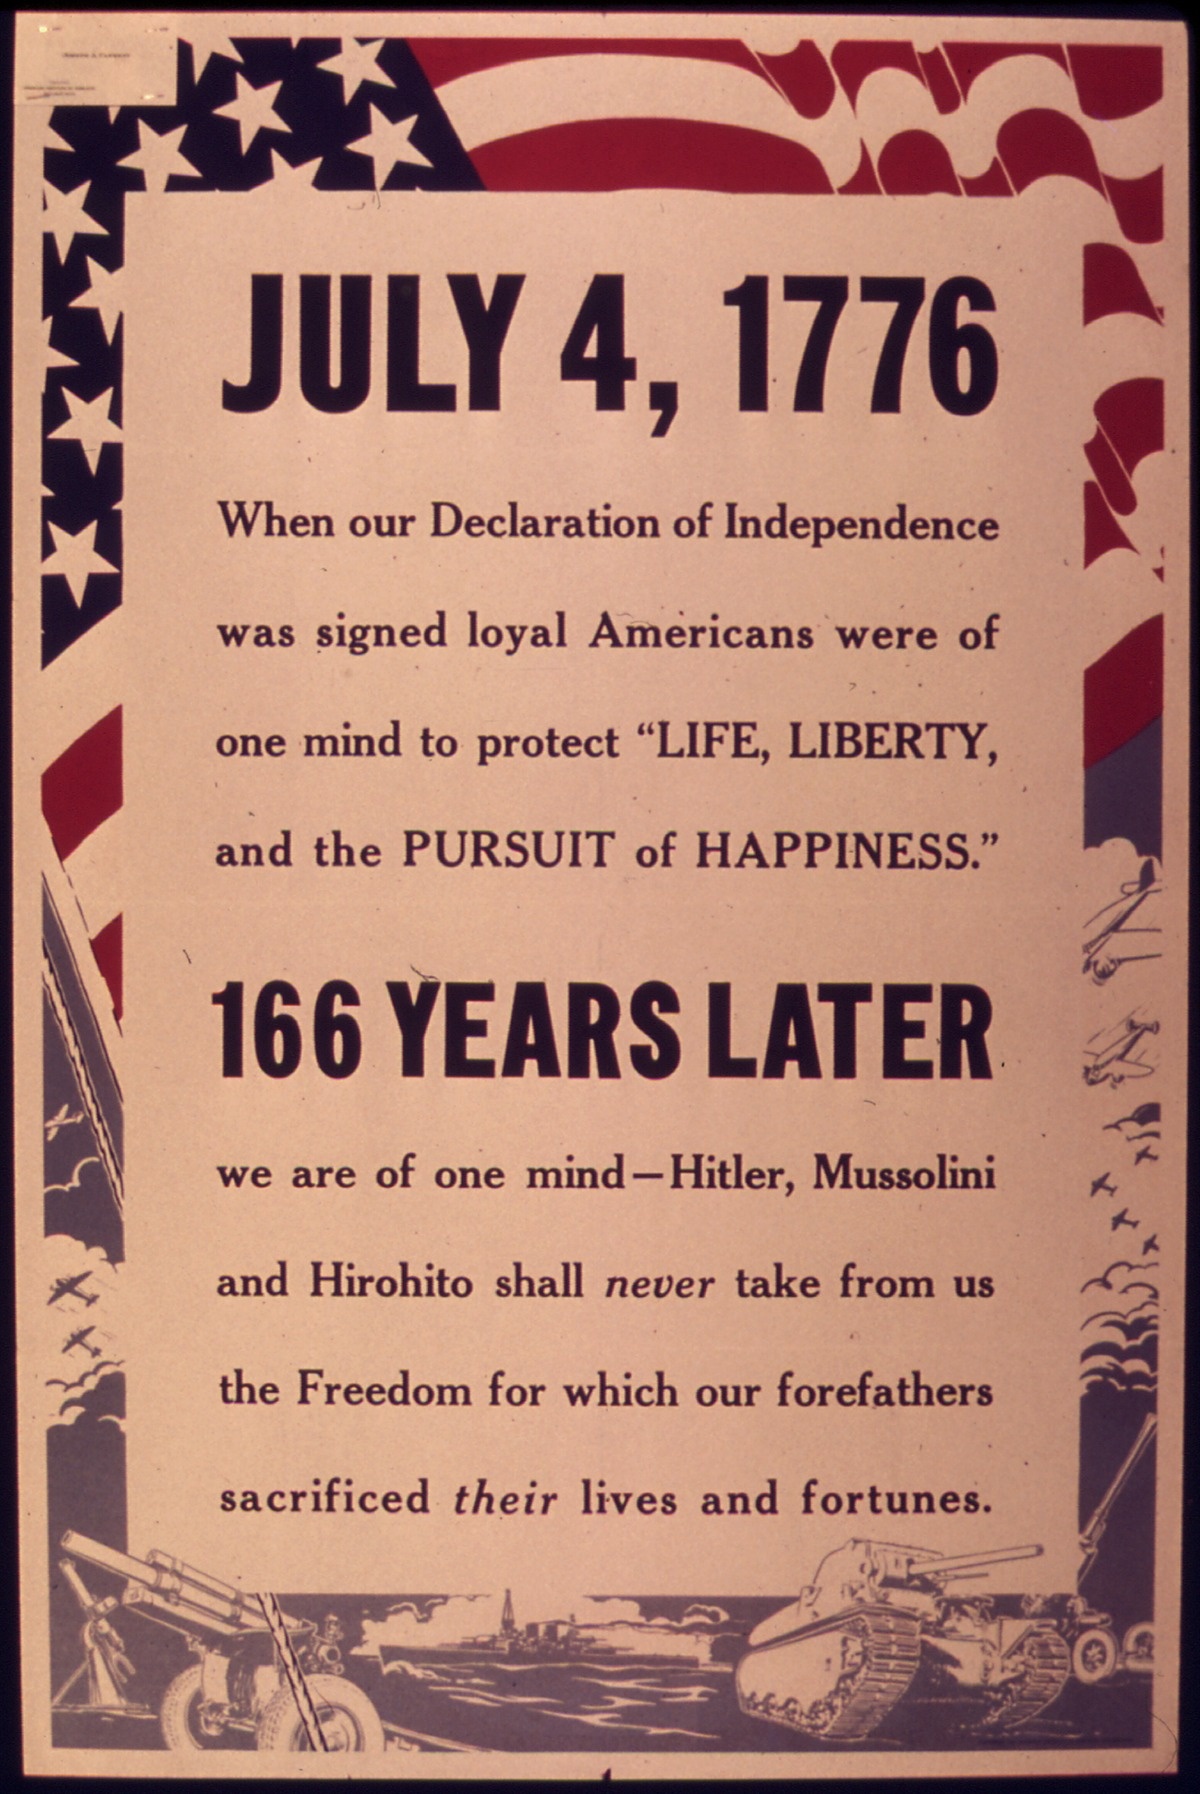 JULY 4, 1776
When our Declaration of Independence
was signed loyal Americans were of
one mind to protect “LIFE, LIBERTY,
and the PURSUIT of HAPPINESS.”
166 YEARS LATER
we are of one mind—Hitler, Mussolini
and Hirohito shall never take from us
the Freedom for which our forefathers
sacrificed their lives and fortunes.